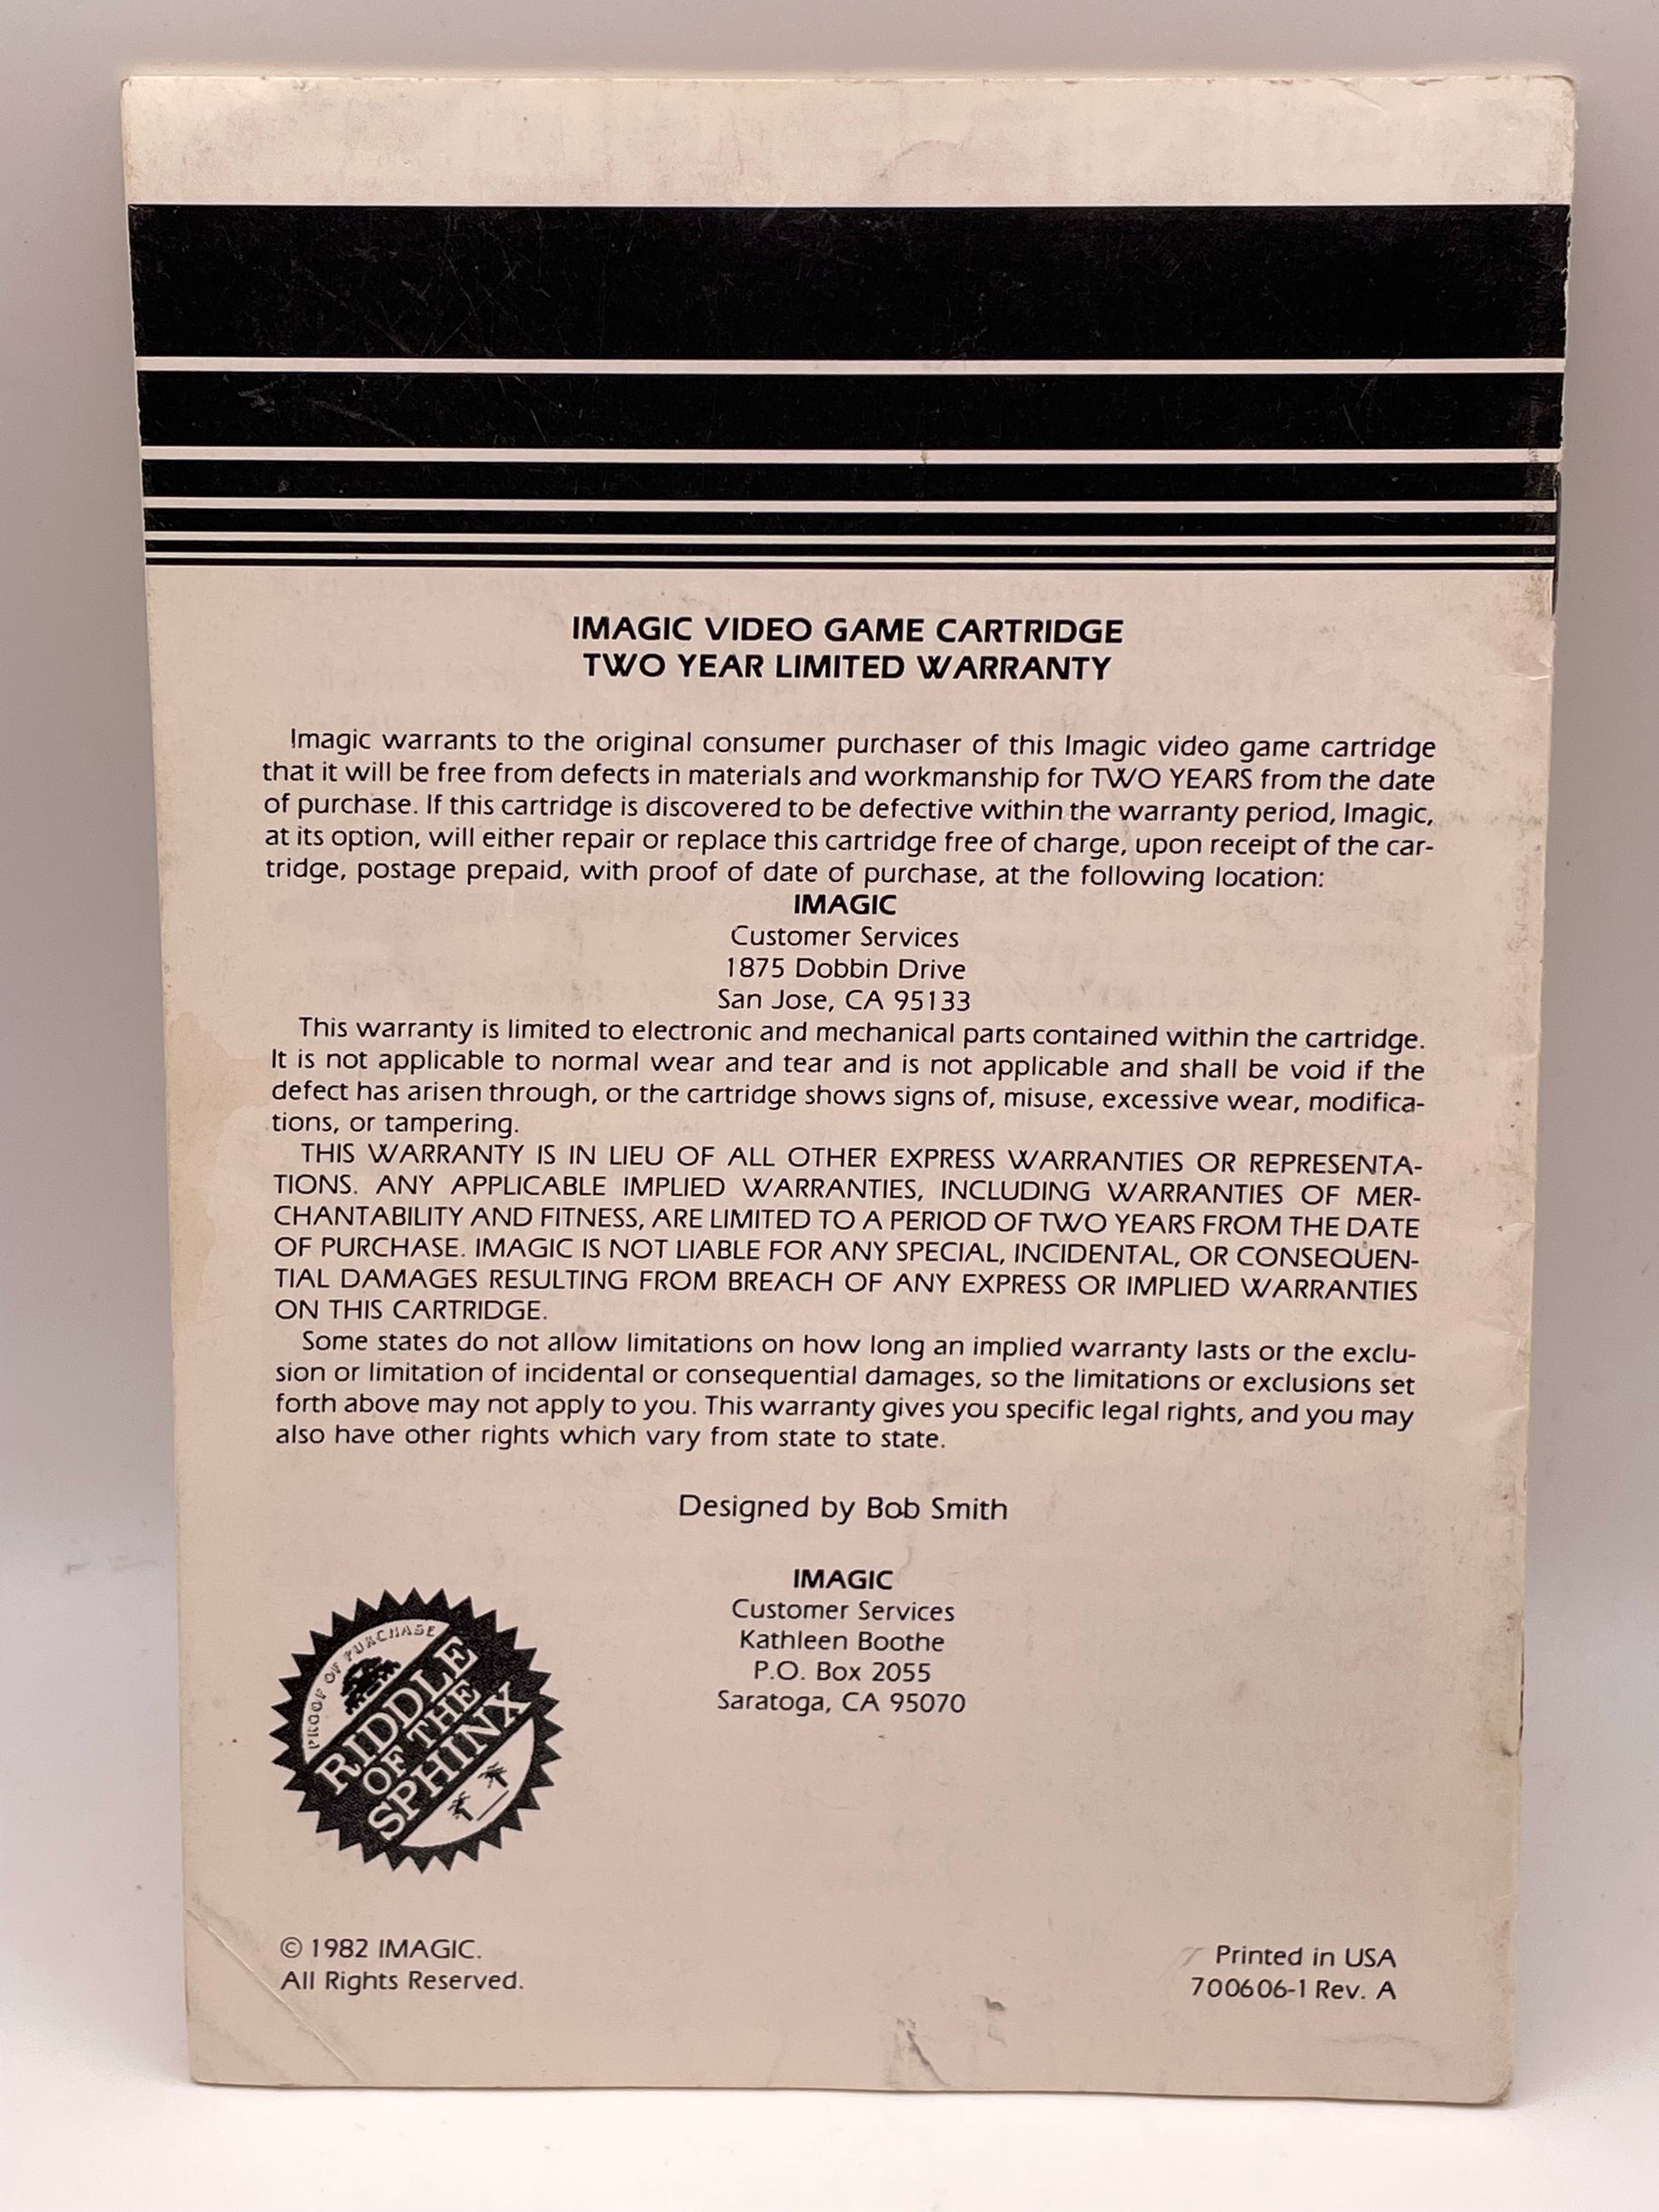 IMAGIC VIDEO GAME CARTRIDGE
TWO YEAR LIMITED WARRANTY
Imagic warrants to the original consumer purchaser of this Imagic video game cartridge
that it will be free from defects in materials and workmanship for TWO YEARS from the date
of purchase. If this cartridge is discovered to be defective within the warranty period, Imagic,
at its option, will either repair or replace this cartridge free of charge, upon receipt of the car-
tridge, postage prepaid, with proof of date of purchase, at the following location:
IMAGIC
Customer Services
1875 Dobbin Drive
San Jose, CA 95133
This warranty is limited to electronic and mechanical parts contained within the cartridge.
It is not applicable to normal wear and tear and is not applicable and shall be void if the
defect has arisen through, or the cartridge shows signs of, misuse, excessive wear, modifica-
tions, or tampering.
THIS WARRANTY IS IN LIEU OF ALL OTHER EXPRESS WARRANTIES OR REPRESENTA-
TIONS. ANY APPLICABLE IMPLIED WARRANTIES, INCLUDING WARRANTIES OF MER-
CHANTABILITY AND FITNESS, ARE LIMITED TO A PERIOD OF TWO YEARS FROM THE DATE
OF PURCHASE. IMAGIC IS NOT LIABLE FOR ANY SPECIAL, INCIDENTAL, OR CONSEQUEN-
TIAL DAMAGES RESULTING FROM BREACH OF ANY EXPRESS OR IMPLIED WARRANTIES
ON THIS CARTRIDGE.
Some states do not allow limitations on how long an implied warranty lasts or the exclu-
sion or limitation of incidental or consequential damages, so the limitations or exclusions set
forth above may not apply to you. This warranty gives you specific legal rights, and you may
also have other rights which vary from state to state.
Designed by Bob Smith
IMAGIC
Customer Services
Kathleen Boothe
P.O. Box 2055
Saratoga, CA 95070
PROOF OF PURCHASE
RIDDLE
OF THE
SPHINX
© 1982 IMAGIC.
All Rights Reserved.
Printed in USA
700606-1 Rev. A